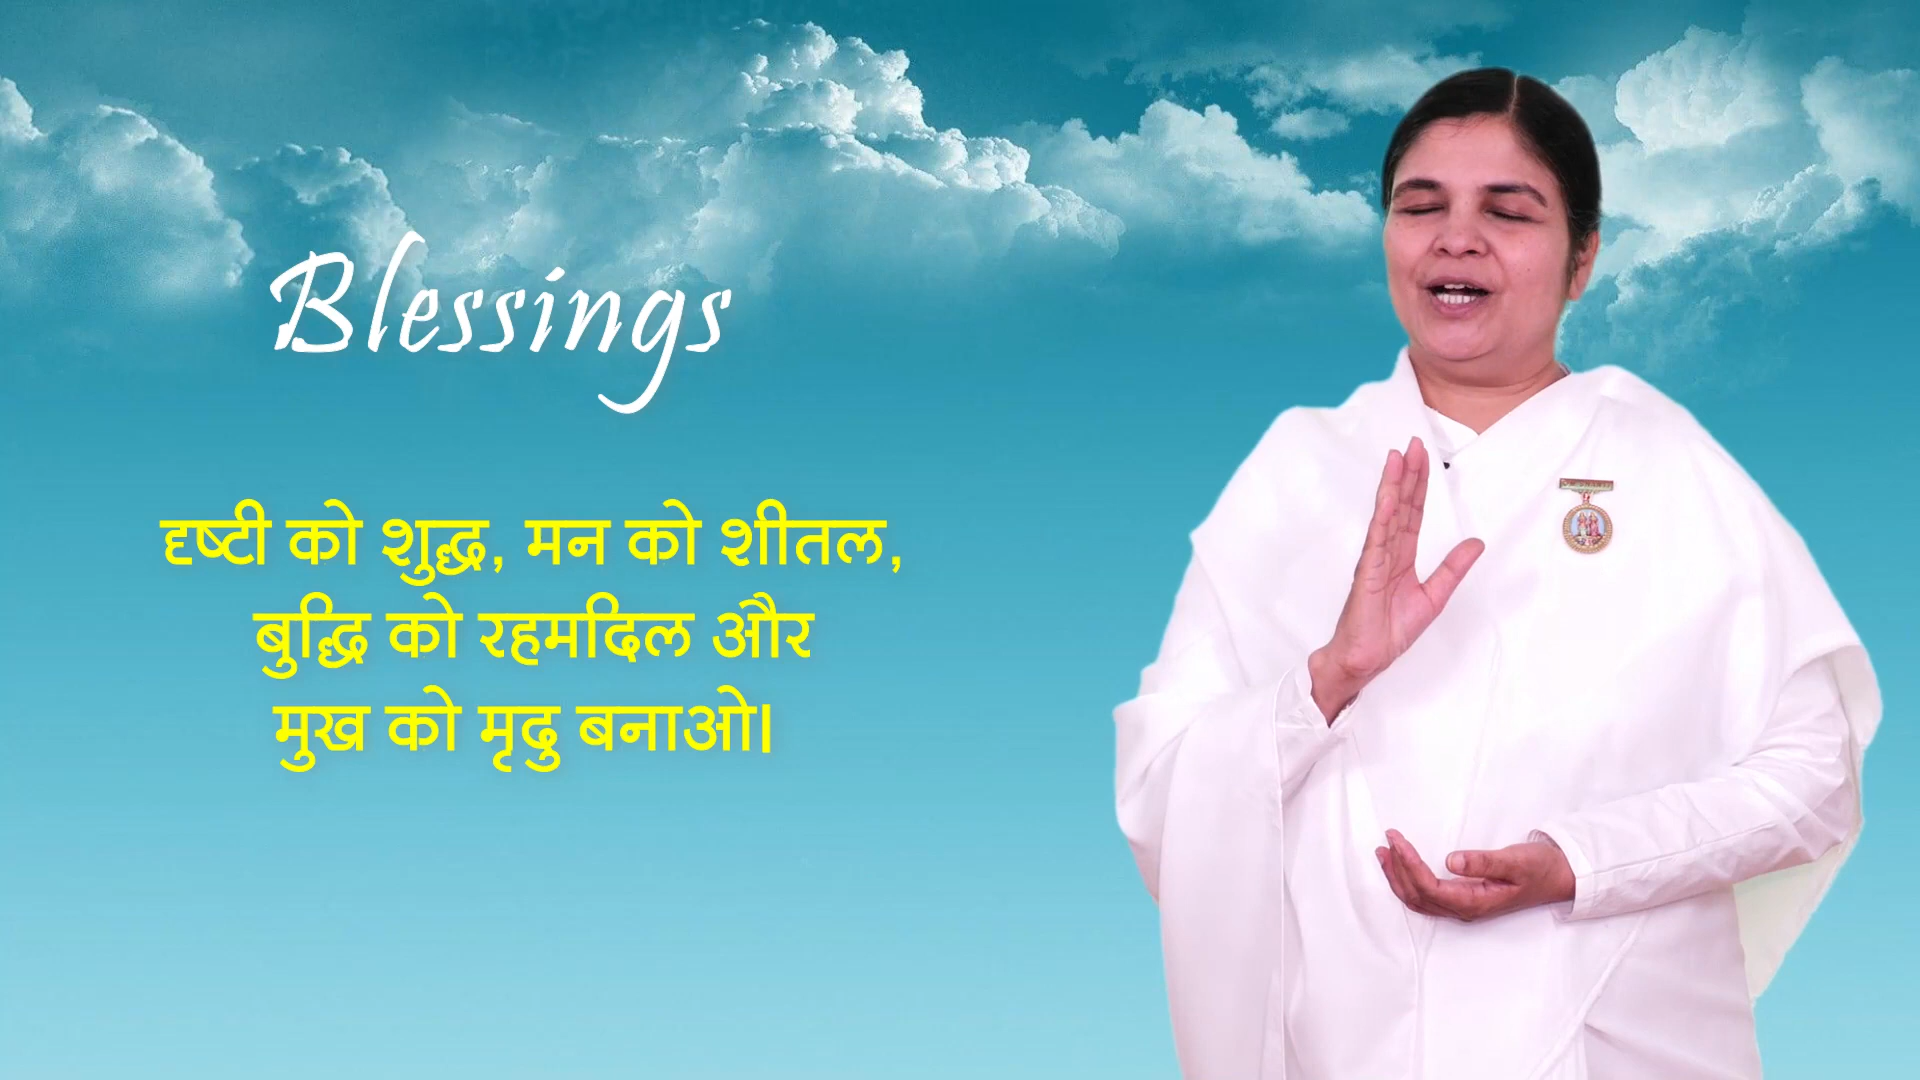 Blessings
दृष्टी को शुद्ध, मन को शीतल,
बुद्धि को रहमदिल और
मुख को मृदु बनाओ।